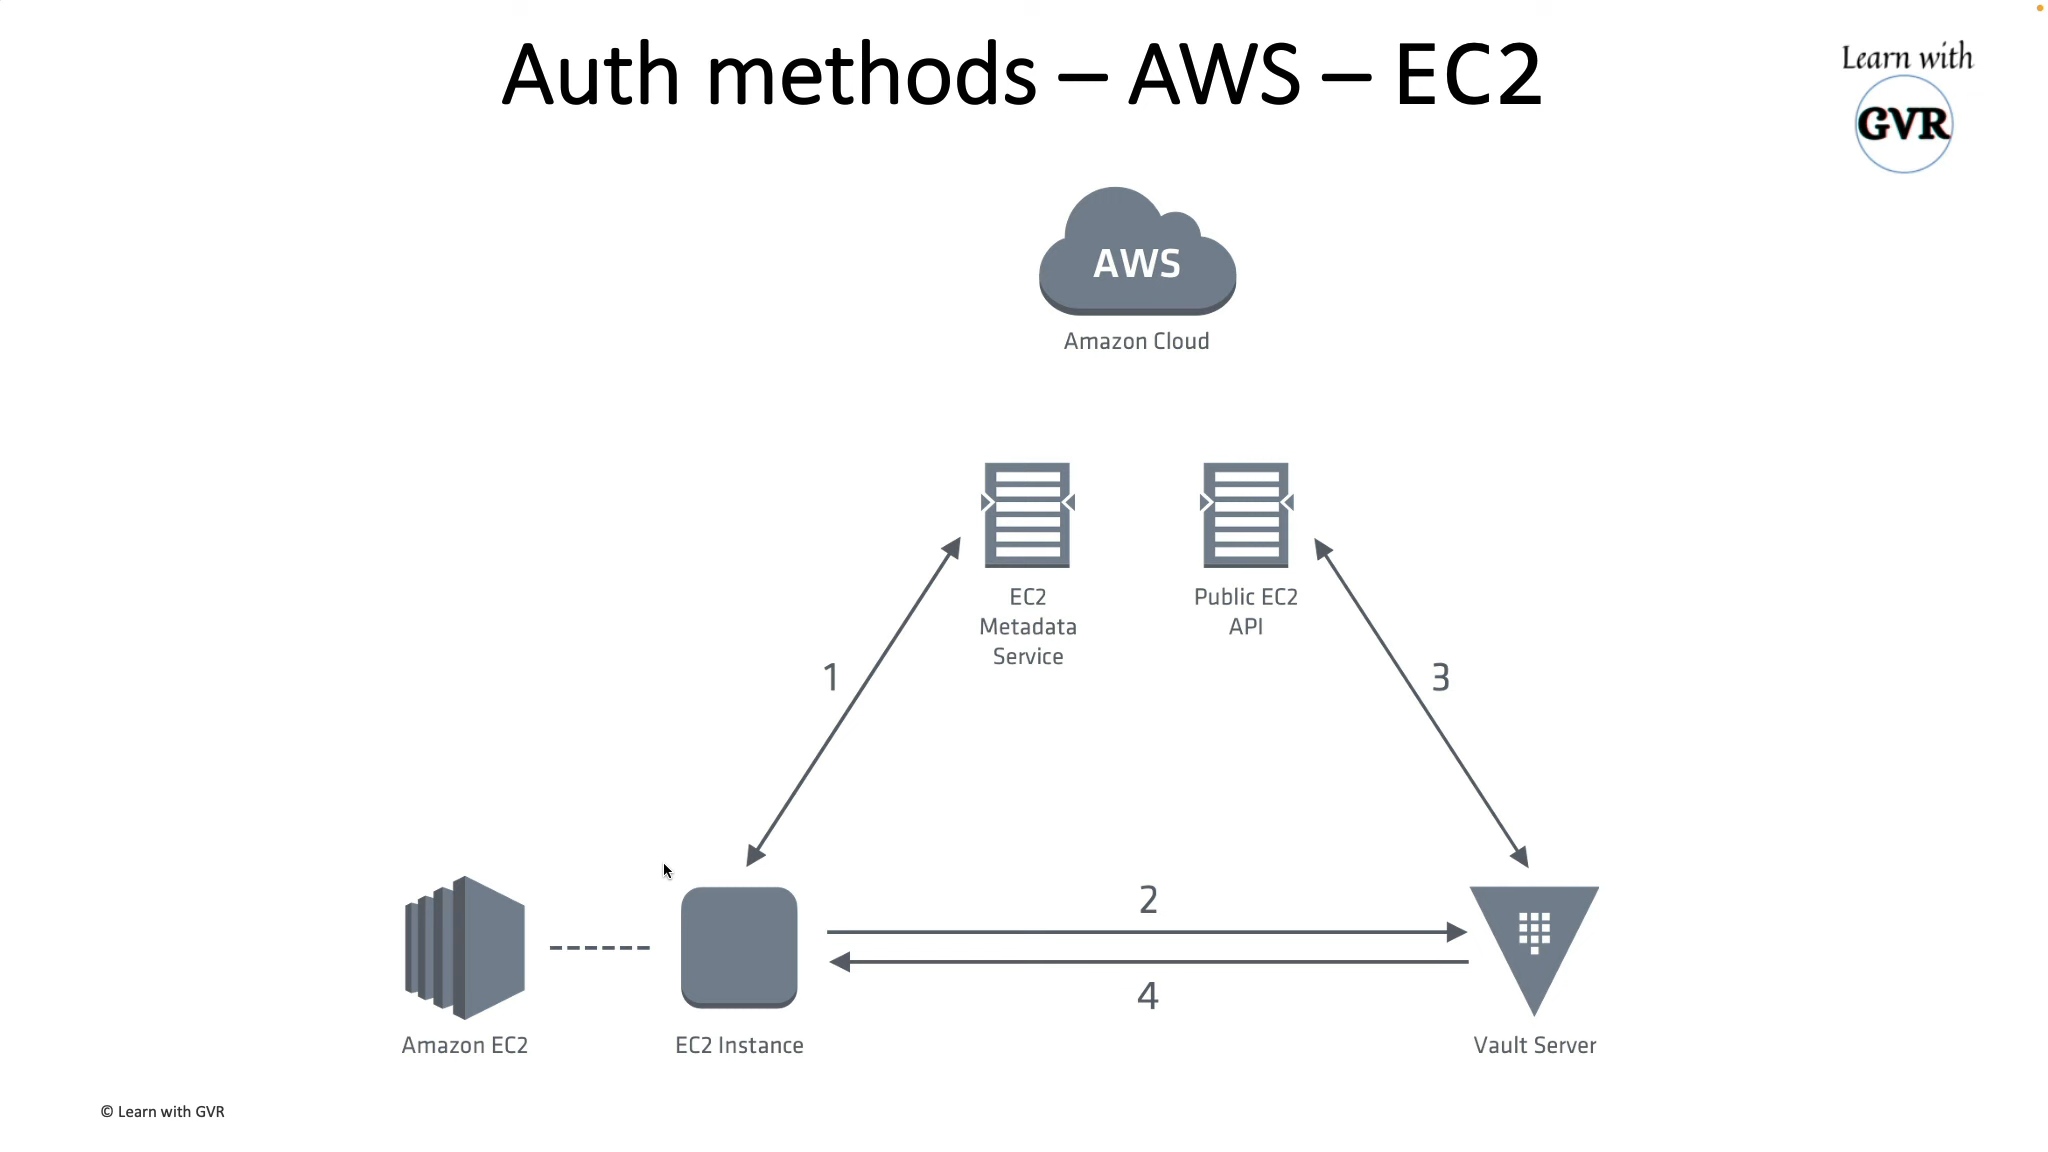 Auth methods – AWS – EC2
Learn with
GVR
AWS
Amazon Cloud
EC2
Metadata
Service
Public EC2
API
1
3
2
4
Amazon EC2
EC2 Instance
Vault Server
© Learn with GVR